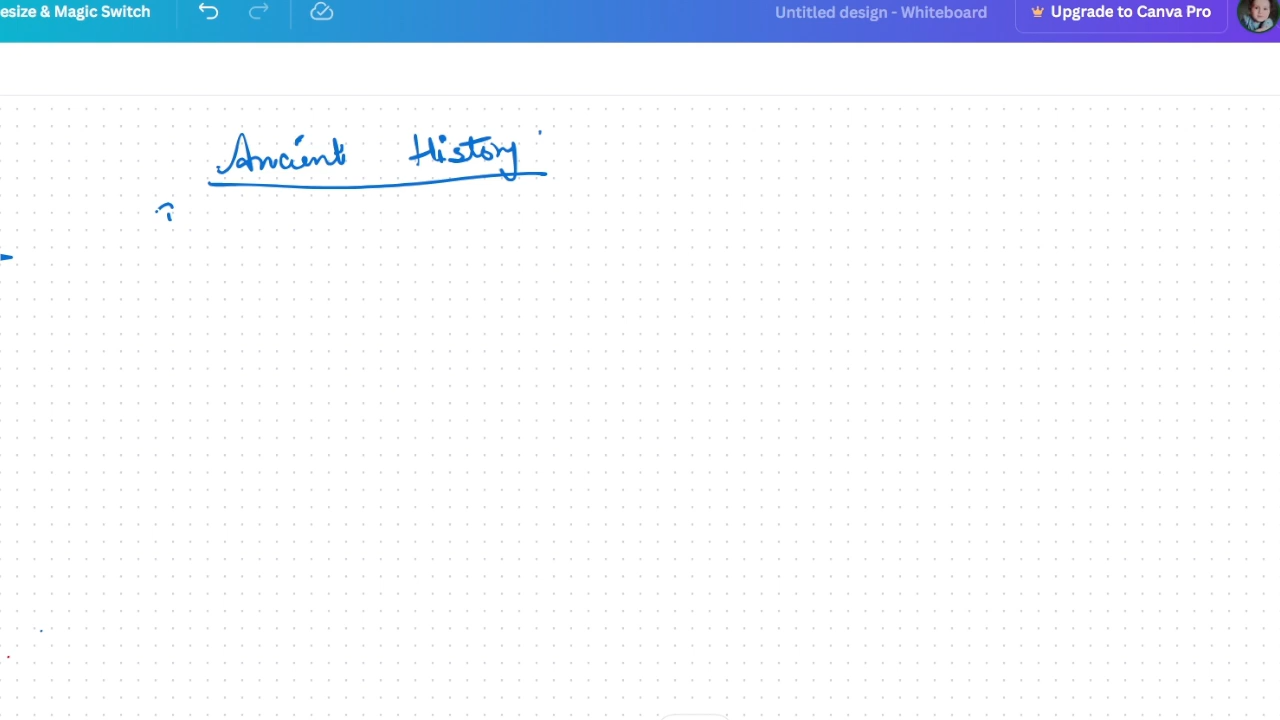 esize & Magic Switch Untitled design - Whiteboard Upgrade to Canva Pro
Ancient History